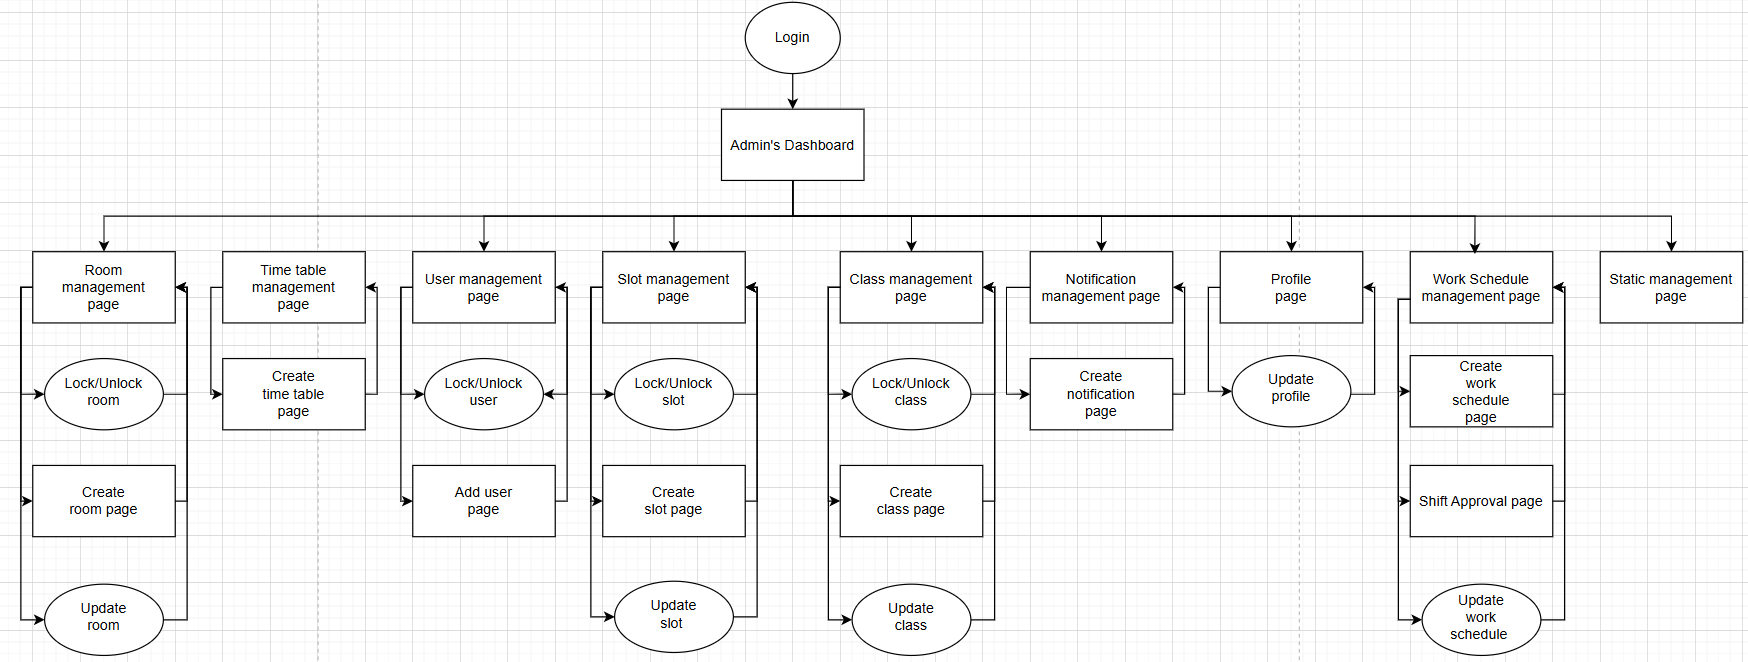 Login
Admin's Dashboard
Room
management
page
Time table
management
page
User management
page
Slot management
page
Class management
page
Notification
management page
Profile
page
Work Schedule
management page
Static management
page
Lock/Unlock
room
Create
time table
page
Lock/Unlock
user
Lock/Unlock
slot
Lock/Unlock
class
Create
notification
page
Update
profile
Create
work
schedule
page
Create
room page
Add user
page
Create
slot page
Create
class page
Shift Approval page
Update
room
Update
slot
Update
class
Update
work
schedule